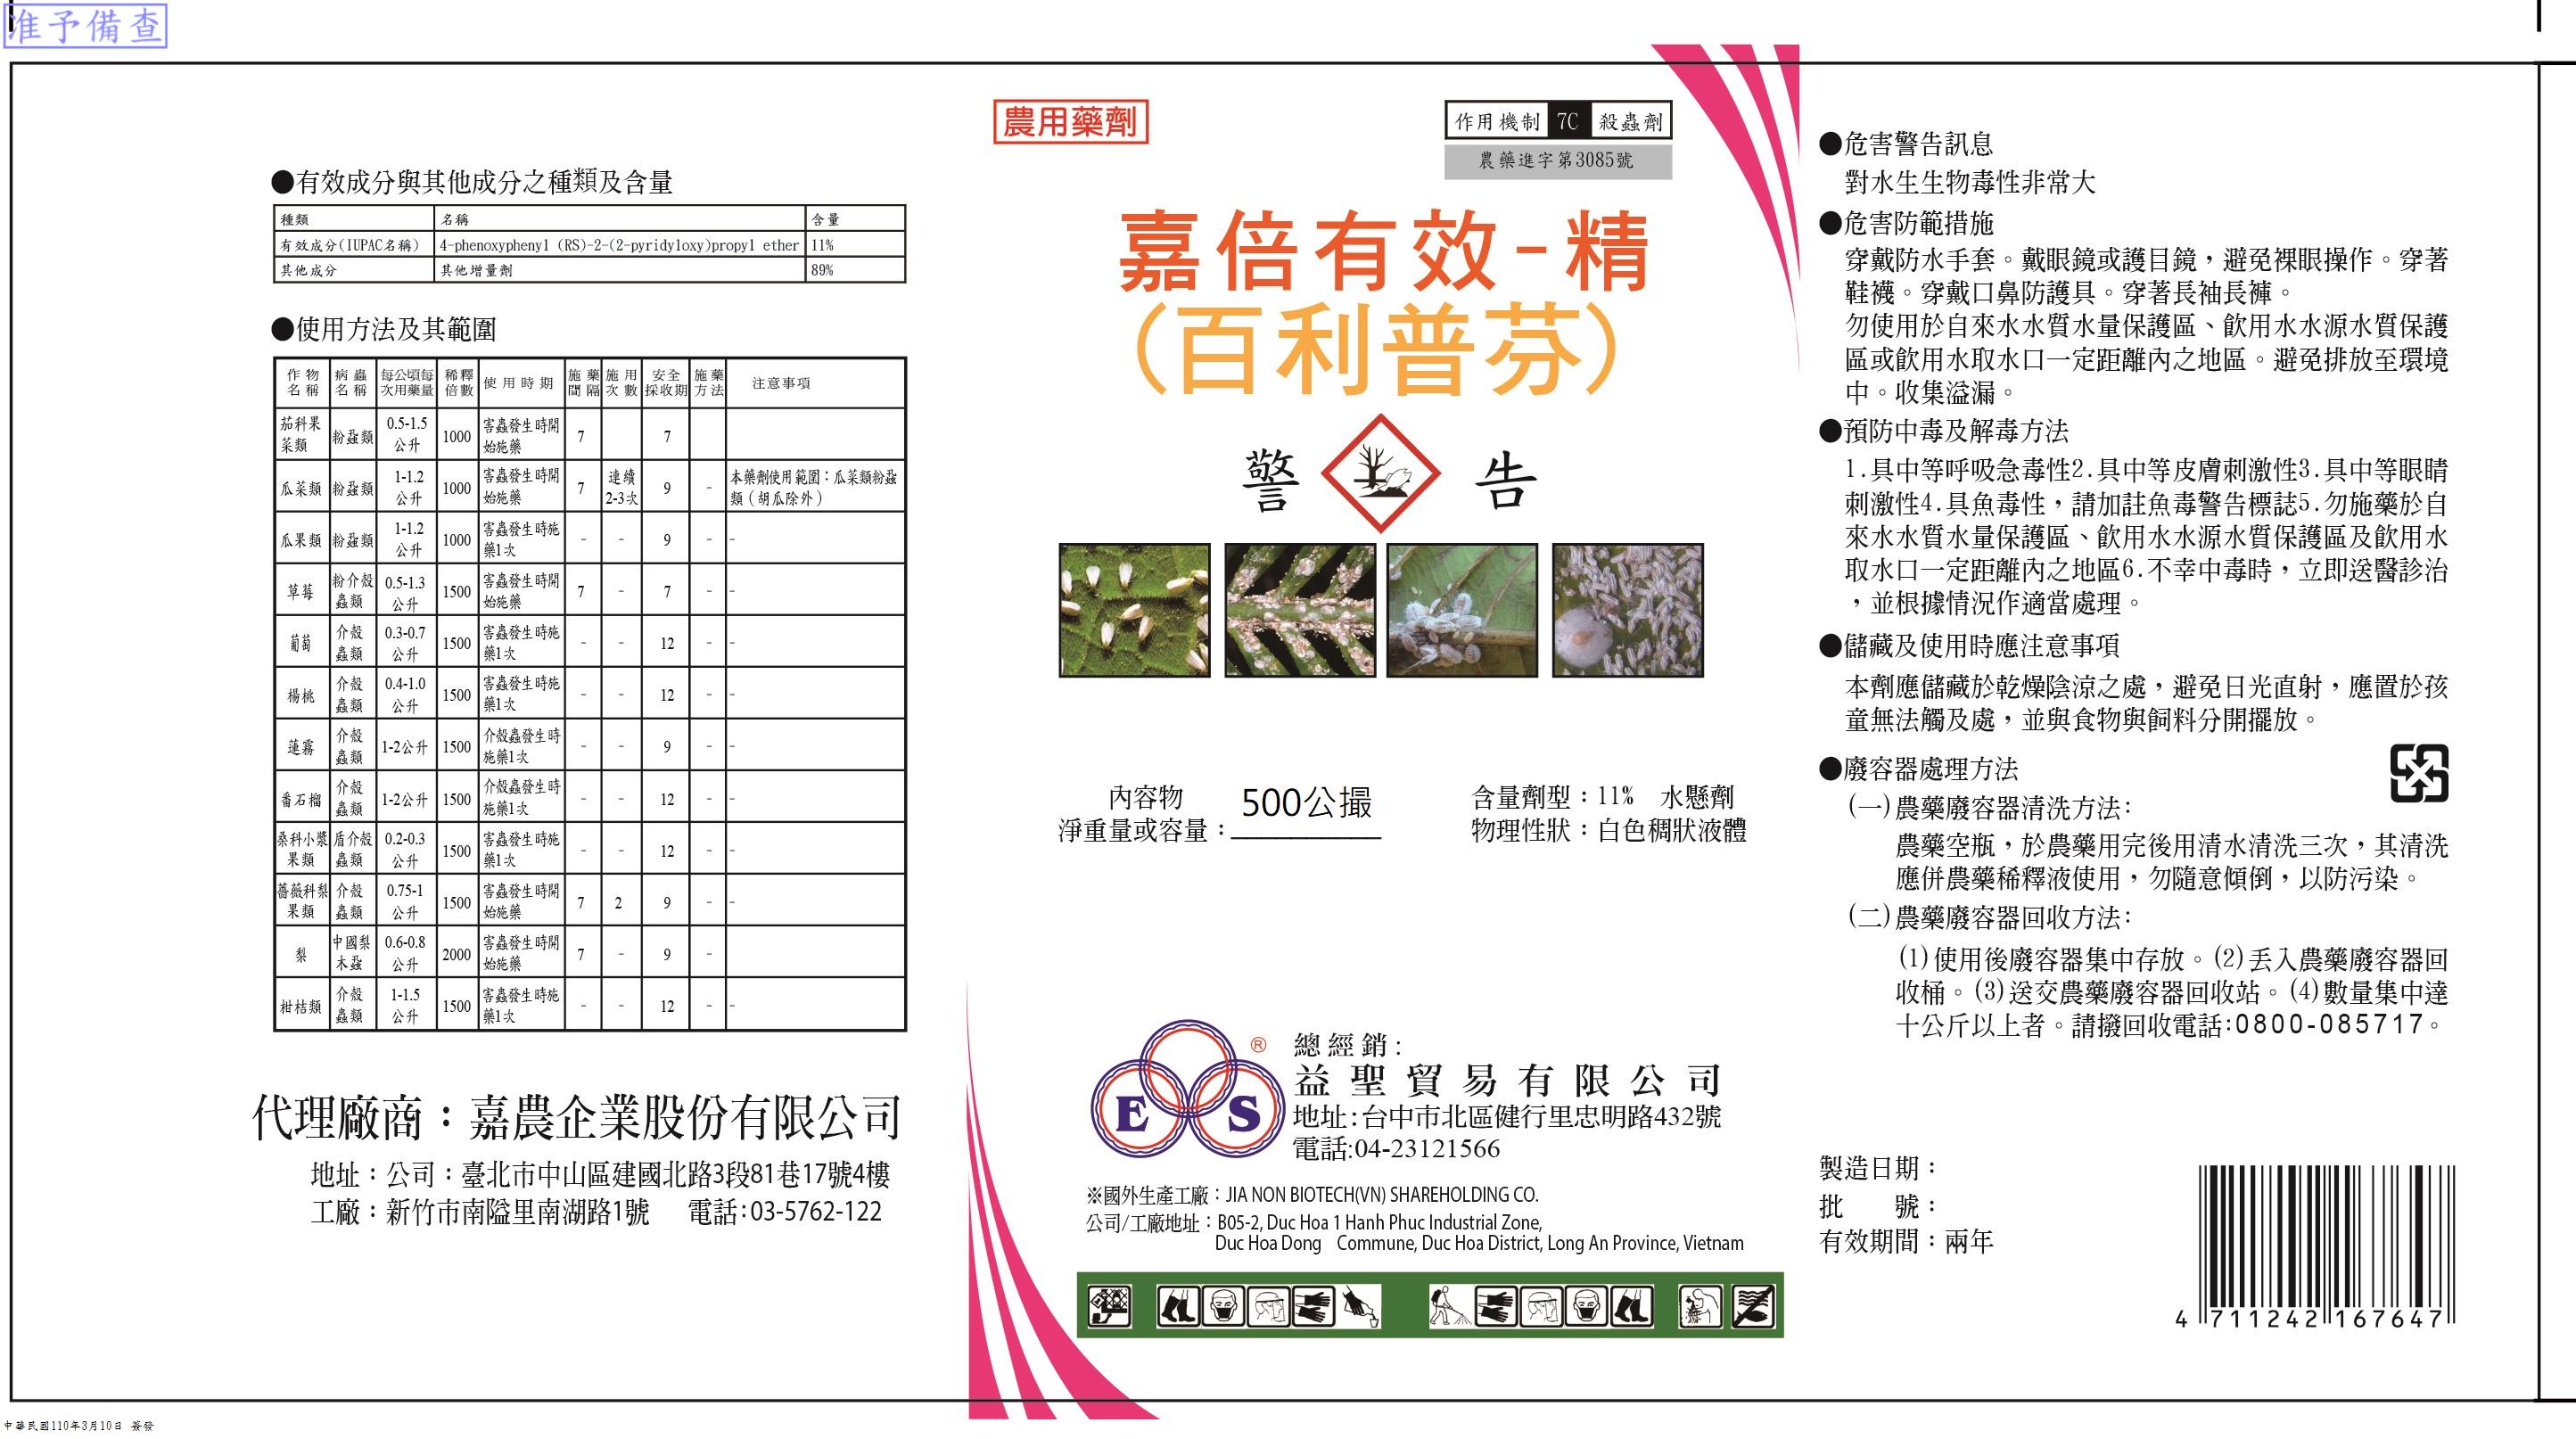 准予備查
●有效成分與其他成分之種類及含量
種類 名稱 含量
有效成分(IUPAC名稱) 4-phenoxyphenyl (RS)-2-(2-pyridyloxy)propyl ether 11%
其他成分 其他增量劑 89%
●使用方法及其範圍
作物名稱 病蟲名稱 每公頃每次用藥量 稀釋倍數 使用時期 施藥間隔 施用次數 安全採收期 施藥方法 注意事項
茄科果菜類 粉蝨類 0.5-1.5公升 1000 害蟲發生時開始施藥 7 7
瓜菜類 粉蝨類 1-1.2公升 1000 害蟲發生時開始施藥 7 連續2-3次 9 - 本藥劑使用範圍：瓜菜類粉蝨類（胡瓜除外）
瓜果類 粉蝨類 1-1.2公升 1000 害蟲發生時施藥1次 - - 9 - -
草莓 粉介殼蟲類 0.5-1.3公升 1500 害蟲發生時開始施藥 7 - 7 - -
葡萄 介殼蟲類 0.3-0.7公升 1500 害蟲發生時施藥1次 - - 12 - -
楊桃 介殼蟲類 0.4-1.0公升 1500 害蟲發生時施藥1次 - - 12 - -
蓮霧 介殼蟲類 1-2公升 1500 介殼蟲發生時施藥1次 - - 9 - -
番石榴 介殼蟲類 1-2公升 1500 介殼蟲發生時施藥1次 - - 12 - -
桑科小漿果類 盾介殼蟲類 0.2-0.3公升 1500 害蟲發生時施藥1次 - - 12 - -
薔薇科梨果類 介殼蟲類 0.75-1公升 1500 害蟲發生時開始施藥 7 2 9 - -
梨 中國梨木蝨 0.6-0.8公升 2000 害蟲發生時開始施藥 7 - 9 -
柑桔類 介殼蟲類 1-1.5公升 1500 害蟲發生時施藥1次 - - 12 - -
代理廠商：嘉農企業股份有限公司
地址：公司：臺北市中山區建國北路3段81巷17號4樓
工廠：新竹市南隘里南湖路1號 電話:03-5762-122
農用藥劑
作用機制 7C 殺蟲劑
農藥進字第3085號
嘉倍有效-精
(百利普芬)
警 告
內容物
淨重量或容量：500公撮
含量劑型：11% 水懸劑
物理性狀：白色稠狀液體
E S ®
總經銷:
益聖貿易有限公司
地址:台中市北區健行里忠明路432號
電話:04-23121566
※國外生產工廠：JIA NON BIOTECH(VN) SHAREHOLDING CO.
公司/工廠地址：B05-2, Duc Hoa 1 Hanh Phuc Industrial Zone,
Duc Hoa Dong Commune, Duc Hoa District, Long An Province, Vietnam
●危害警告訊息
對水生生物毒性非常大
●危害防範措施
穿戴防水手套。戴眼鏡或護目鏡，避免裸眼操作。穿著
鞋襪。穿戴口鼻防護具。穿著長袖長褲。
勿使用於自來水水質水量保護區、飲用水水源水質保護
區或飲用水取水口一定距離內之地區。避免排放至環境
中。收集溢漏。
●預防中毒及解毒方法
1.具中等呼吸急毒性2.具中等皮膚刺激性3.具中等眼睛
刺激性4.具魚毒性，請加註魚毒警告標誌5.勿施藥於自
來水水質水量保護區、飲用水水源水質保護區及飲用水
取水口一定距離內之地區6.不幸中毒時，立即送醫診治
，並根據情況作適當處理。
●儲藏及使用時應注意事項
本劑應儲藏於乾燥陰涼之處，避免日光直射，應置於孩
童無法觸及處，並與食物與飼料分開擺放。
●廢容器處理方法
(一)農藥廢容器清洗方法:
農藥空瓶，於農藥用完後用清水清洗三次，其清洗
應併農藥稀釋液使用，勿隨意傾倒，以防污染。
(二)農藥廢容器回收方法:
(1)使用後廢容器集中存放。(2)丟入農藥廢容器回
收桶。(3)送交農藥廢容器回收站。(4)數量集中達
十公斤以上者。請撥回收電話:0800-085717。
製造日期：
批 號：
有效期間：兩年
4 711242 167647
中華民國110年3月10日 簽發